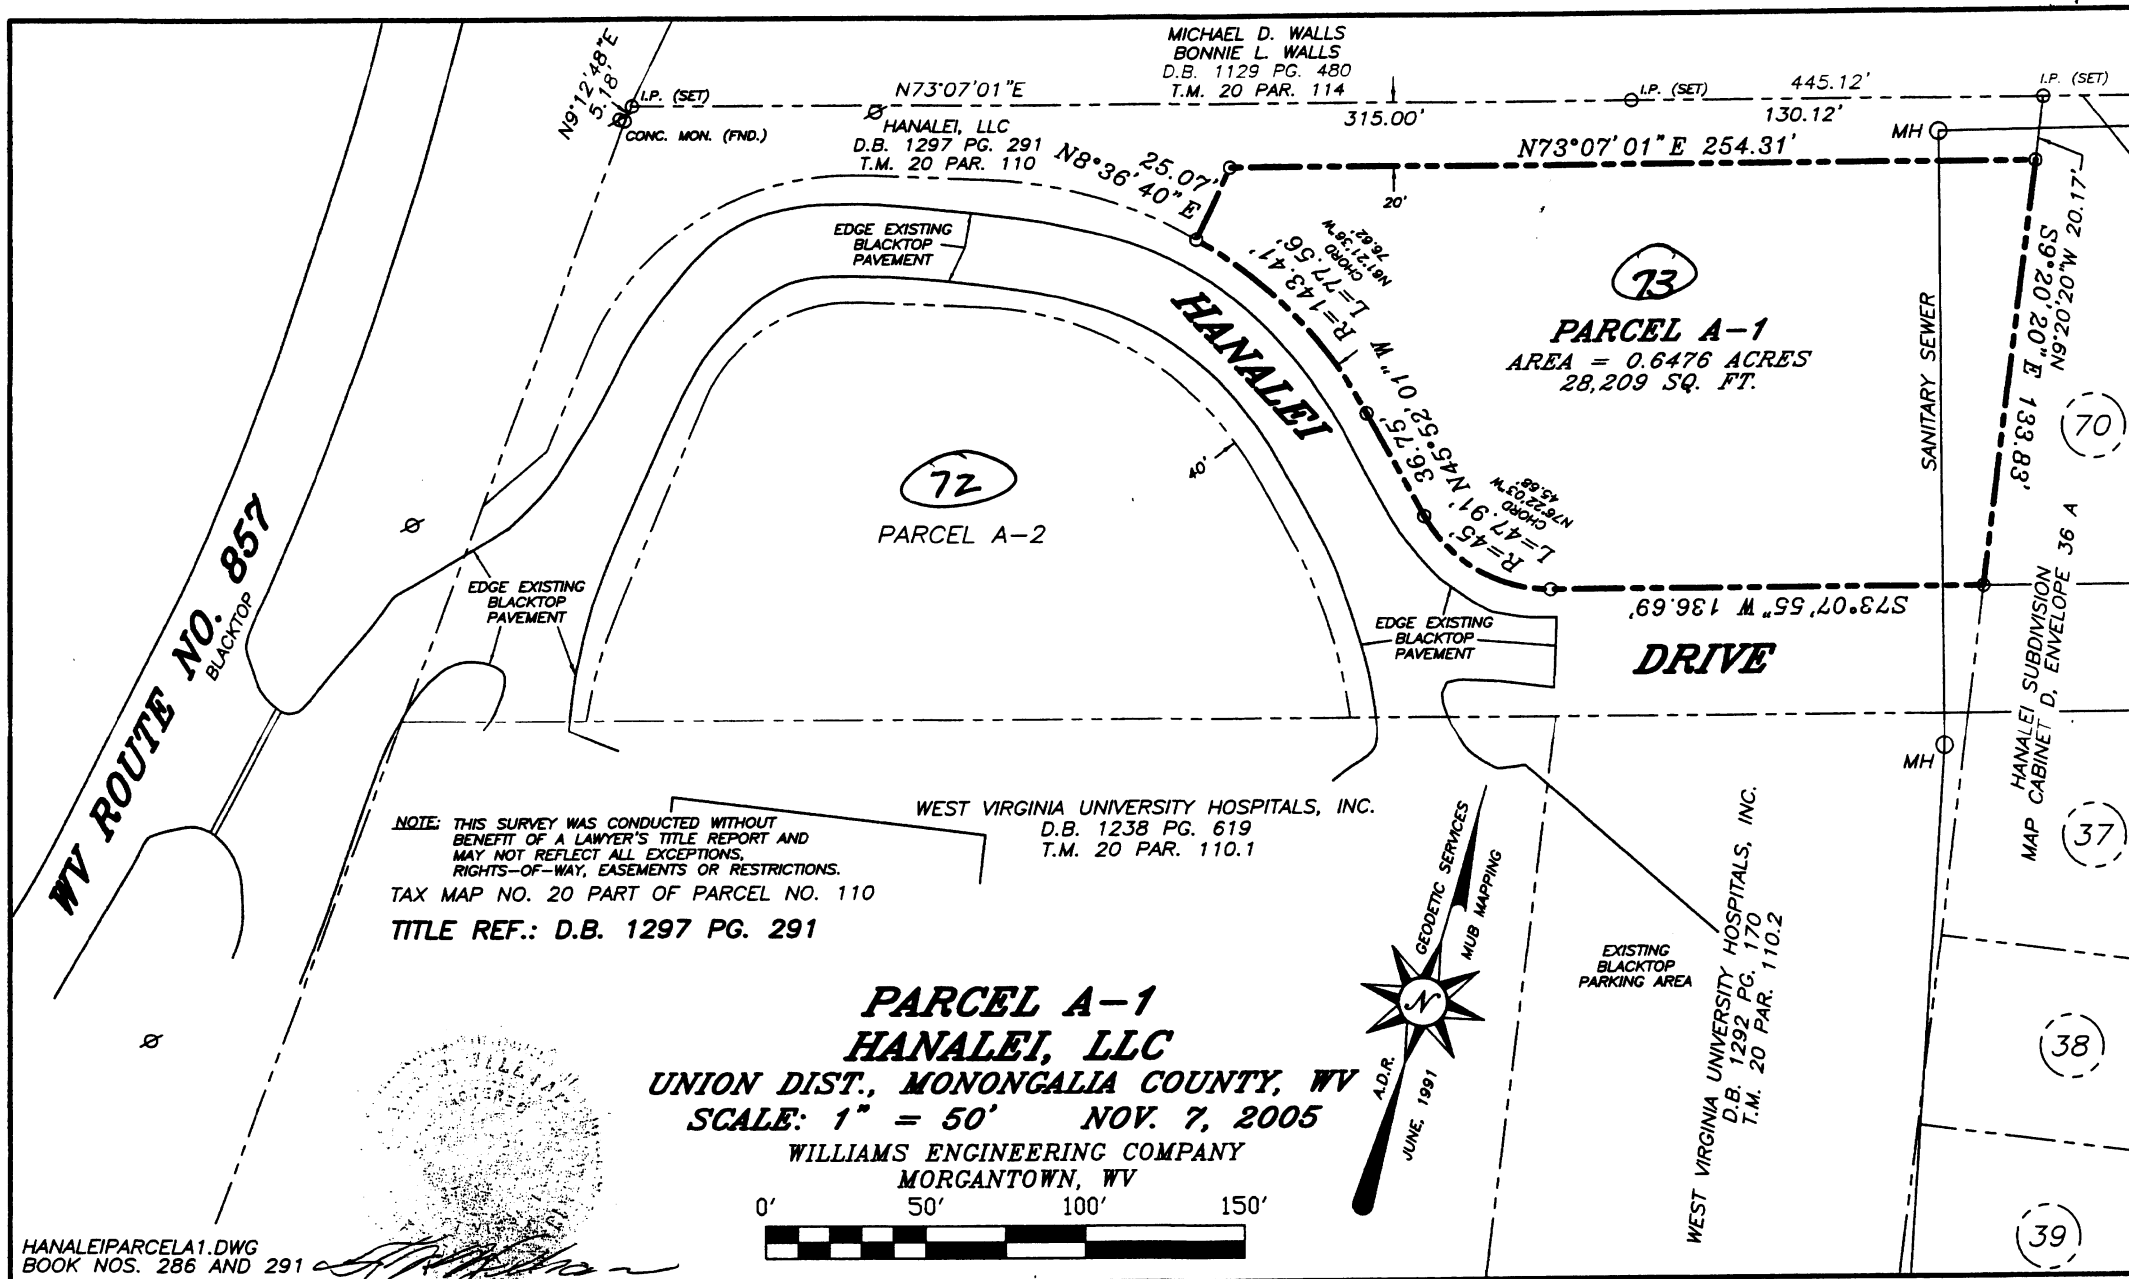 MICHAEL D. WALLS
BONNIE L. WALLS
D.B. 1129 PG. 480
T.M. 20 PAR. 114
N9°12'48"E
5.18'
I.P. (SET)
CONC. MON. (FND.)
N73°07'01"E
HANALEI, LLC
D.B. 1297 PG. 291
T.M. 20 PAR. 110
315.00'
I.P. (SET)
445.12'
130.12'
I.P. (SET)
MH
N8°36'40"E
25.07'
N73°07'01"E 254.31'
20'
N9°20'20"W 20.17'
S9°20'20"E 133.83'
EDGE EXISTING
BLACKTOP
PAVEMENT
R=143.41'
L=77.56'
CHORD
N61°21'36"W
76.62'
73
PARCEL A-1
AREA = 0.6476 ACRES
28,209 SQ. FT.
SANITARY SEWER
HANALEI
N45°52'01"W
36.75'
R=45'
L=47.91'
CHORD
N76°22'03"W
45.68'
70
40'
72
PARCEL A-2
WV ROUTE NO. 857
BLACKTOP
EDGE EXISTING
BLACKTOP
PAVEMENT
EDGE EXISTING
BLACKTOP
PAVEMENT
S73°07'55"W 136.69'
DRIVE
HANALEI SUBDIVISION
MAP CABINET D, ENVELOPE 36 A
MH
37
NOTE: THIS SURVEY WAS CONDUCTED WITHOUT
BENEFIT OF A LAWYER'S TITLE REPORT AND
MAY NOT REFLECT ALL EXCEPTIONS,
RIGHTS-OF-WAY, EASEMENTS OR RESTRICTIONS.
TAX MAP NO. 20 PART OF PARCEL NO. 110
TITLE REF.: D.B. 1297 PG. 291
WEST VIRGINIA UNIVERSITY HOSPITALS, INC.
D.B. 1238 PG. 619
T.M. 20 PAR. 110.1
GEODETIC SERVICES
MUB MAPPING
N
A.D.R.
JUNE, 1991
EXISTING
BLACKTOP
PARKING AREA
WEST VIRGINIA UNIVERSITY HOSPITALS, INC.
D.B. 1292 PG. 170
T.M. 20 PAR. 110.2
38
39
PARCEL A-1
HANALEI, LLC
UNION DIST., MONONGALIA COUNTY, WV
SCALE: 1" = 50' NOV. 7, 2005
WILLIAMS ENGINEERING COMPANY
MORGANTOWN, WV
0' 50' 100' 150'
HANALEIPARCELA1.DWG
BOOK NOS. 286 AND 291